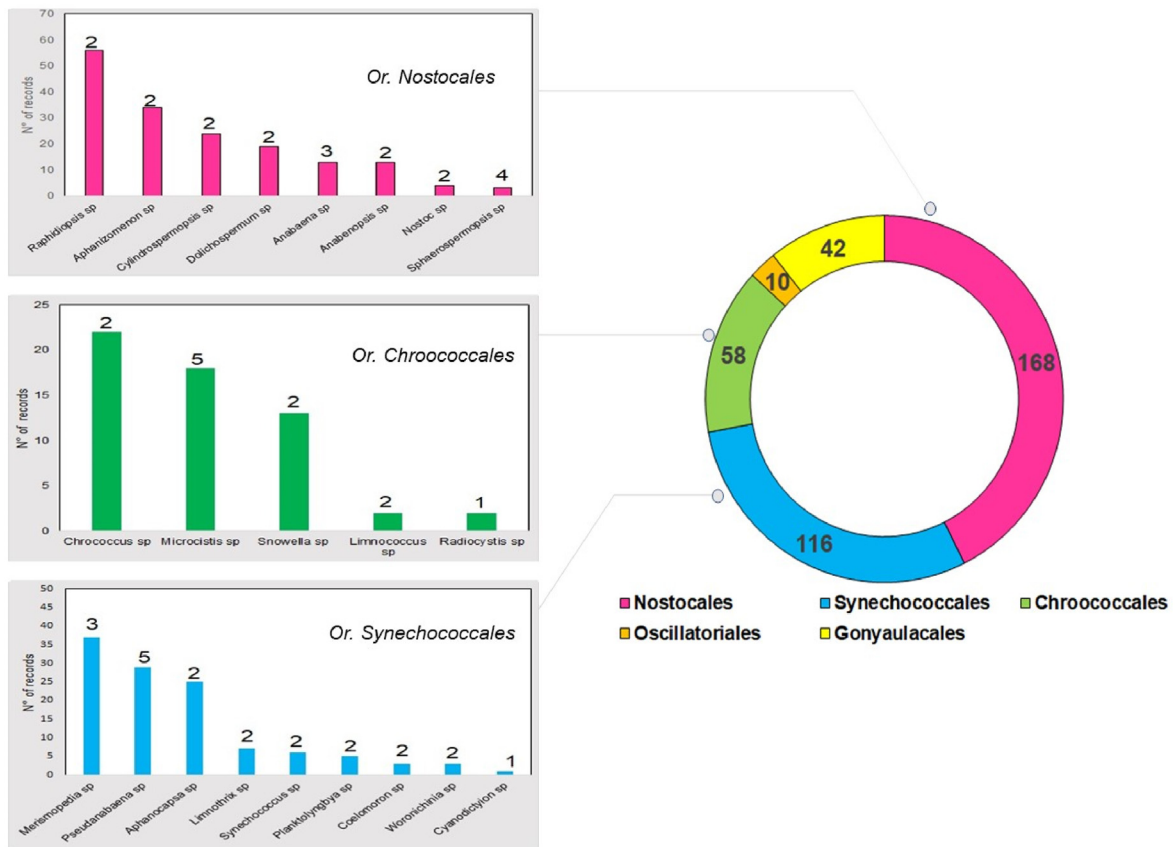 70
60
50
40
30
20
10
0
N° of records
Or. Nostocales
2
2
2
2
3
2
2
4
Raphidiopsis sp
Aphanizomenon sp
Cylindrospermopsis sp
Dolichospermum sp
Anabaena sp
Anabenopsis sp
Nostoc sp
Sphaerospermopsis sp
25
20
15
10
5
0
N° of records
Or. Chroococcales
2
5
2
2
1
Chrococcus sp
Microcistis sp
Snowella sp
Limnococcus
sp
Radiocystis sp
50
45
40
35
30
25
20
15
10
5
0
N° of records
Or. Synechococcales
3
5
2
2
2
2
2
2
1
Merismopedia sp
Pseudanabaena sp
Aphanocapsa sp
Limnothrix sp
Synechococcus sp
Planktolyngbya sp
Coelomoron sp
Woronichinia sp
Cyanodictyion sp
42
10
58
168
116
Nostocales Synechococcales Chroococcales
Oscillatoriales Gonyaulacales